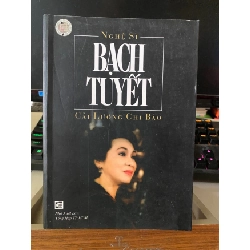 NGHỆ SĨ
BẠCH
TUYẾT
CẢI LƯƠNG CHI BẢO